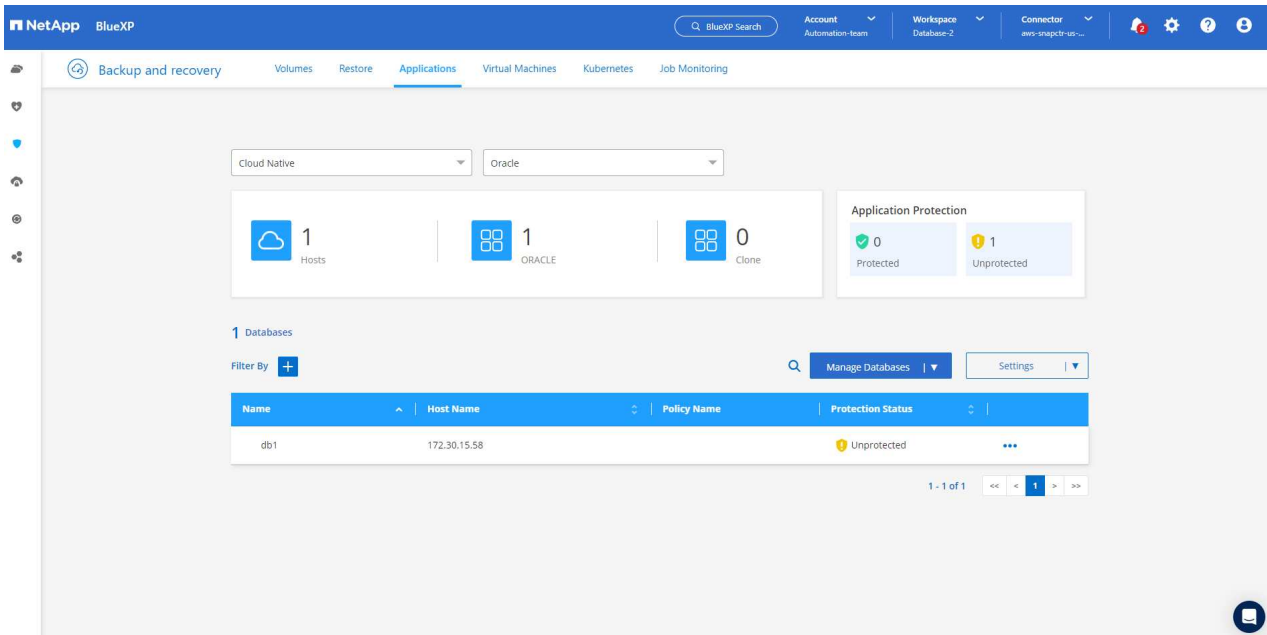 NetApp BlueXP
BlueXP Search
Account
Automation-team
Workspace
Database-2
Connector
aws-snapctr-us-...
2
Backup and recovery
Volumes Restore Applications Virtual Machines Kubernetes Job Monitoring
Cloud Native
Oracle
1
Hosts
1
ORACLE
0
Clone
Application Protection
0
Protected
1
Unprotected
1 Databases
Filter By +
Manage Databases | ▼
Settings | ▼
Name Host Name Policy Name Protection Status
db1 172.30.15.58 Unprotected •••
1 - 1 of 1 << < 1 > >>